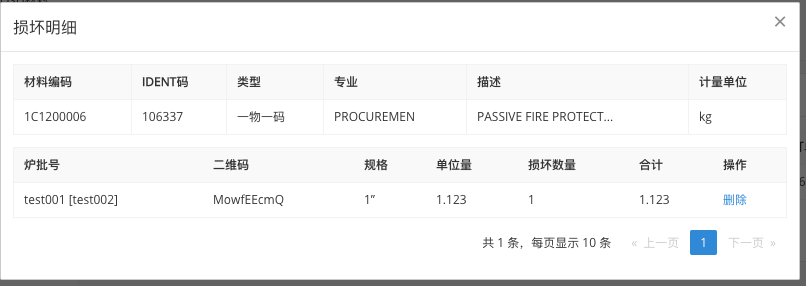 损坏明细 ×
材料编码 IDENT码 类型 专业 描述 计量单位
1C1200006 106337 一物一码 PROCUREMEN PASSIVE FIRE PROTECT... kg
炉批号 二维码 规格 单位量 损坏数量 合计 操作
test001 [test002] MowfEEcmQ 1" 1.123 1 1.123 删除
共 1 条，每页显示 10 条 « 上一页 1 下一页 »